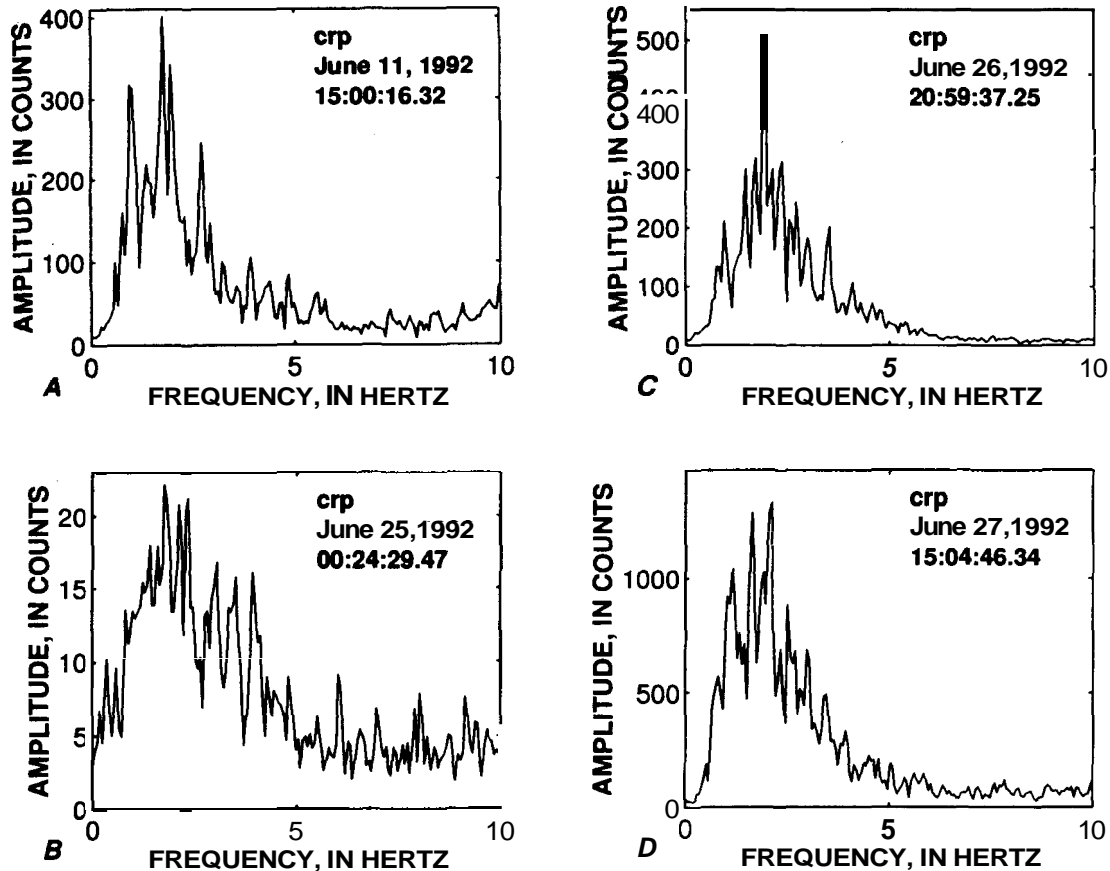 AMPLITUDE, IN COUNTS
400
300
200
100
0
crp
June 11, 1992
15:00:16.32
0 5 10
A
FREQUENCY, IN HERTZ
AMPLITUDE, IN COUNTS
500
400
300
200
100
0
crp
June 26,1992
20:59:37.25
0 5 10
C
FREQUENCY, IN HERTZ
AMPLITUDE, IN COUNTS
20
15
10
5
0
crp
June 25,1992
00:24:29.47
0 5 10
B
FREQUENCY, IN HERTZ
AMPLITUDE, IN COUNTS
1000
500
0
crp
June 27,1992
15:04:46.34
0 5 10
D
FREQUENCY, IN HERTZ